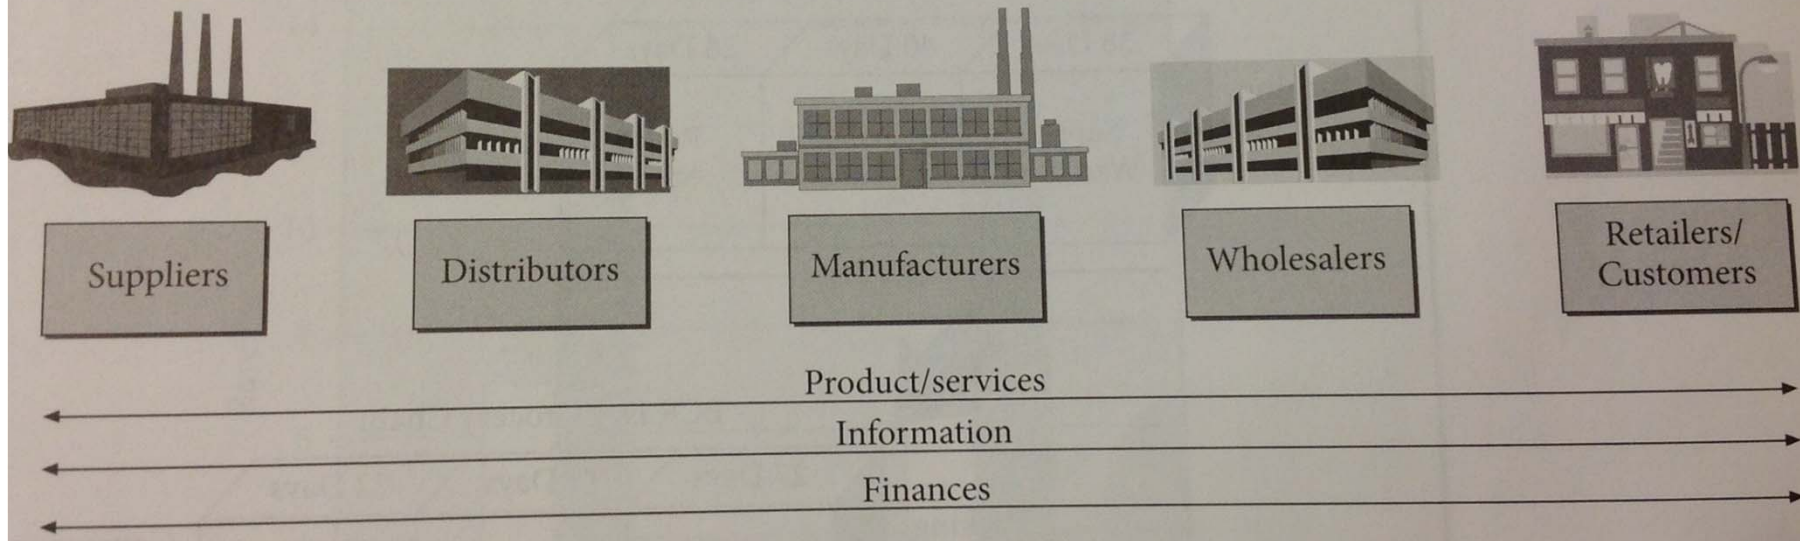 Suppliers
Distributors
Manufacturers
Wholesalers
Retailers/
Customers
Product/services
Information
Finances